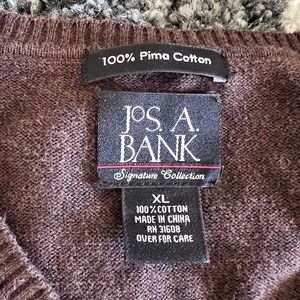 100% Pima Cotton
JOS. A.
BANK
Signature Collection
XL
100% COTTON
MADE IN CHINA
RN 31608
OVER FOR CARE